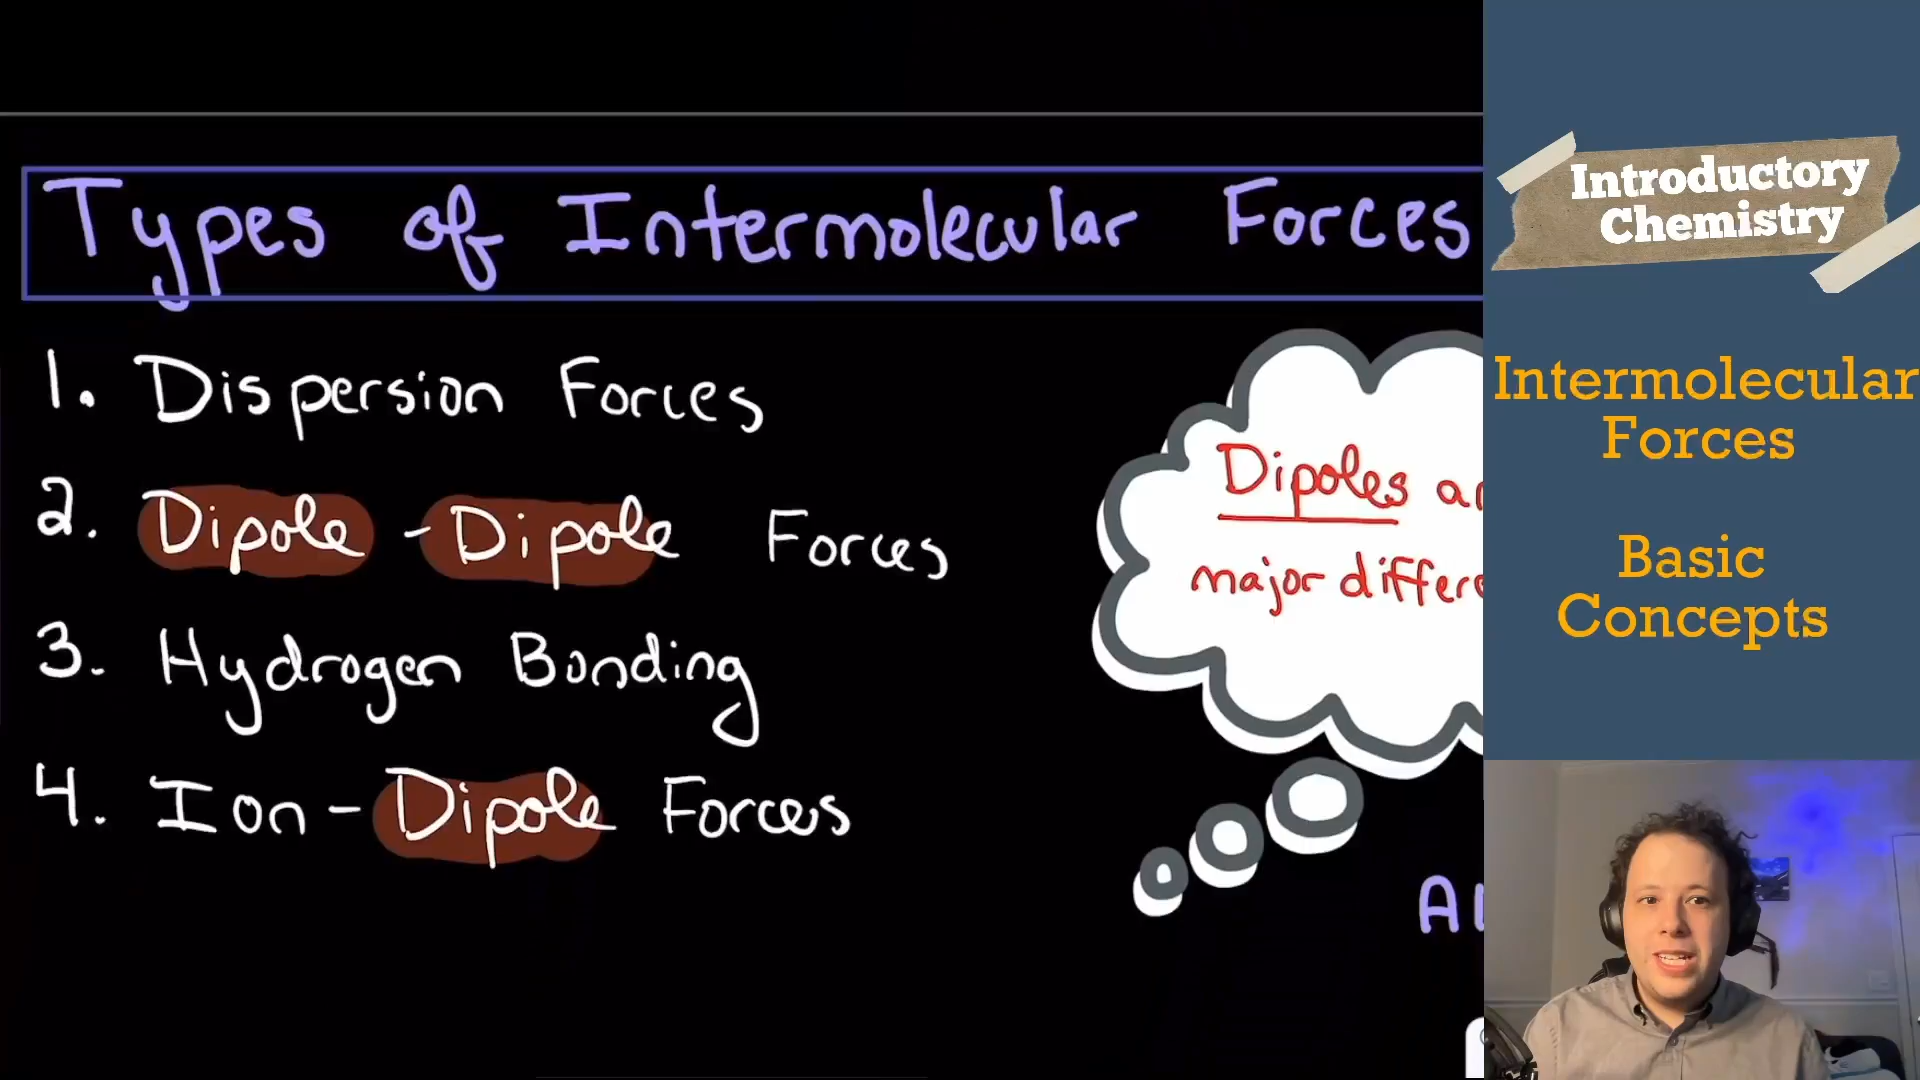 Types of Intermolecular Forces
1. Dispersion Forces
2. Dipole - Dipole Forces
3. Hydrogen Bonding
4. Ion - Dipole Forces
Dipoles
major
Introductory
Chemistry
Intermolecular
Forces
Basic
Concepts